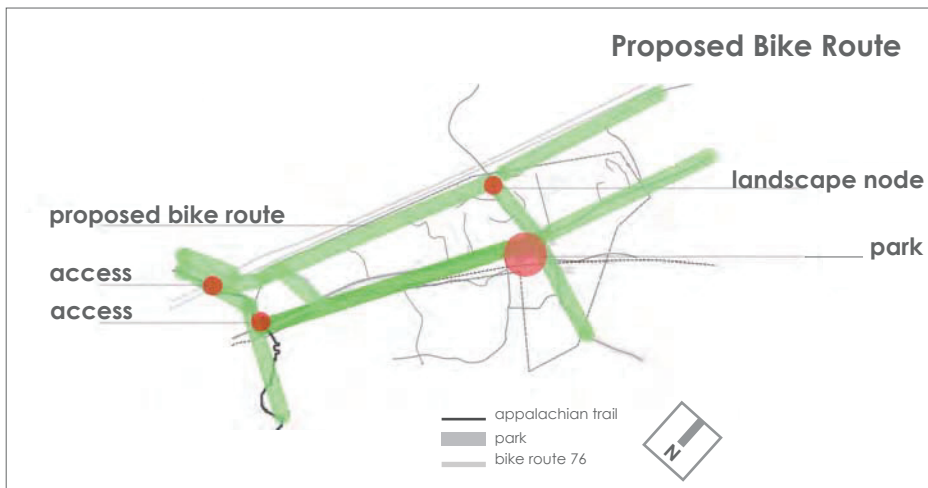 Proposed Bike Route
landscape node
proposed bike route
park
access
access
appalachian trail
park
bike route 76
N